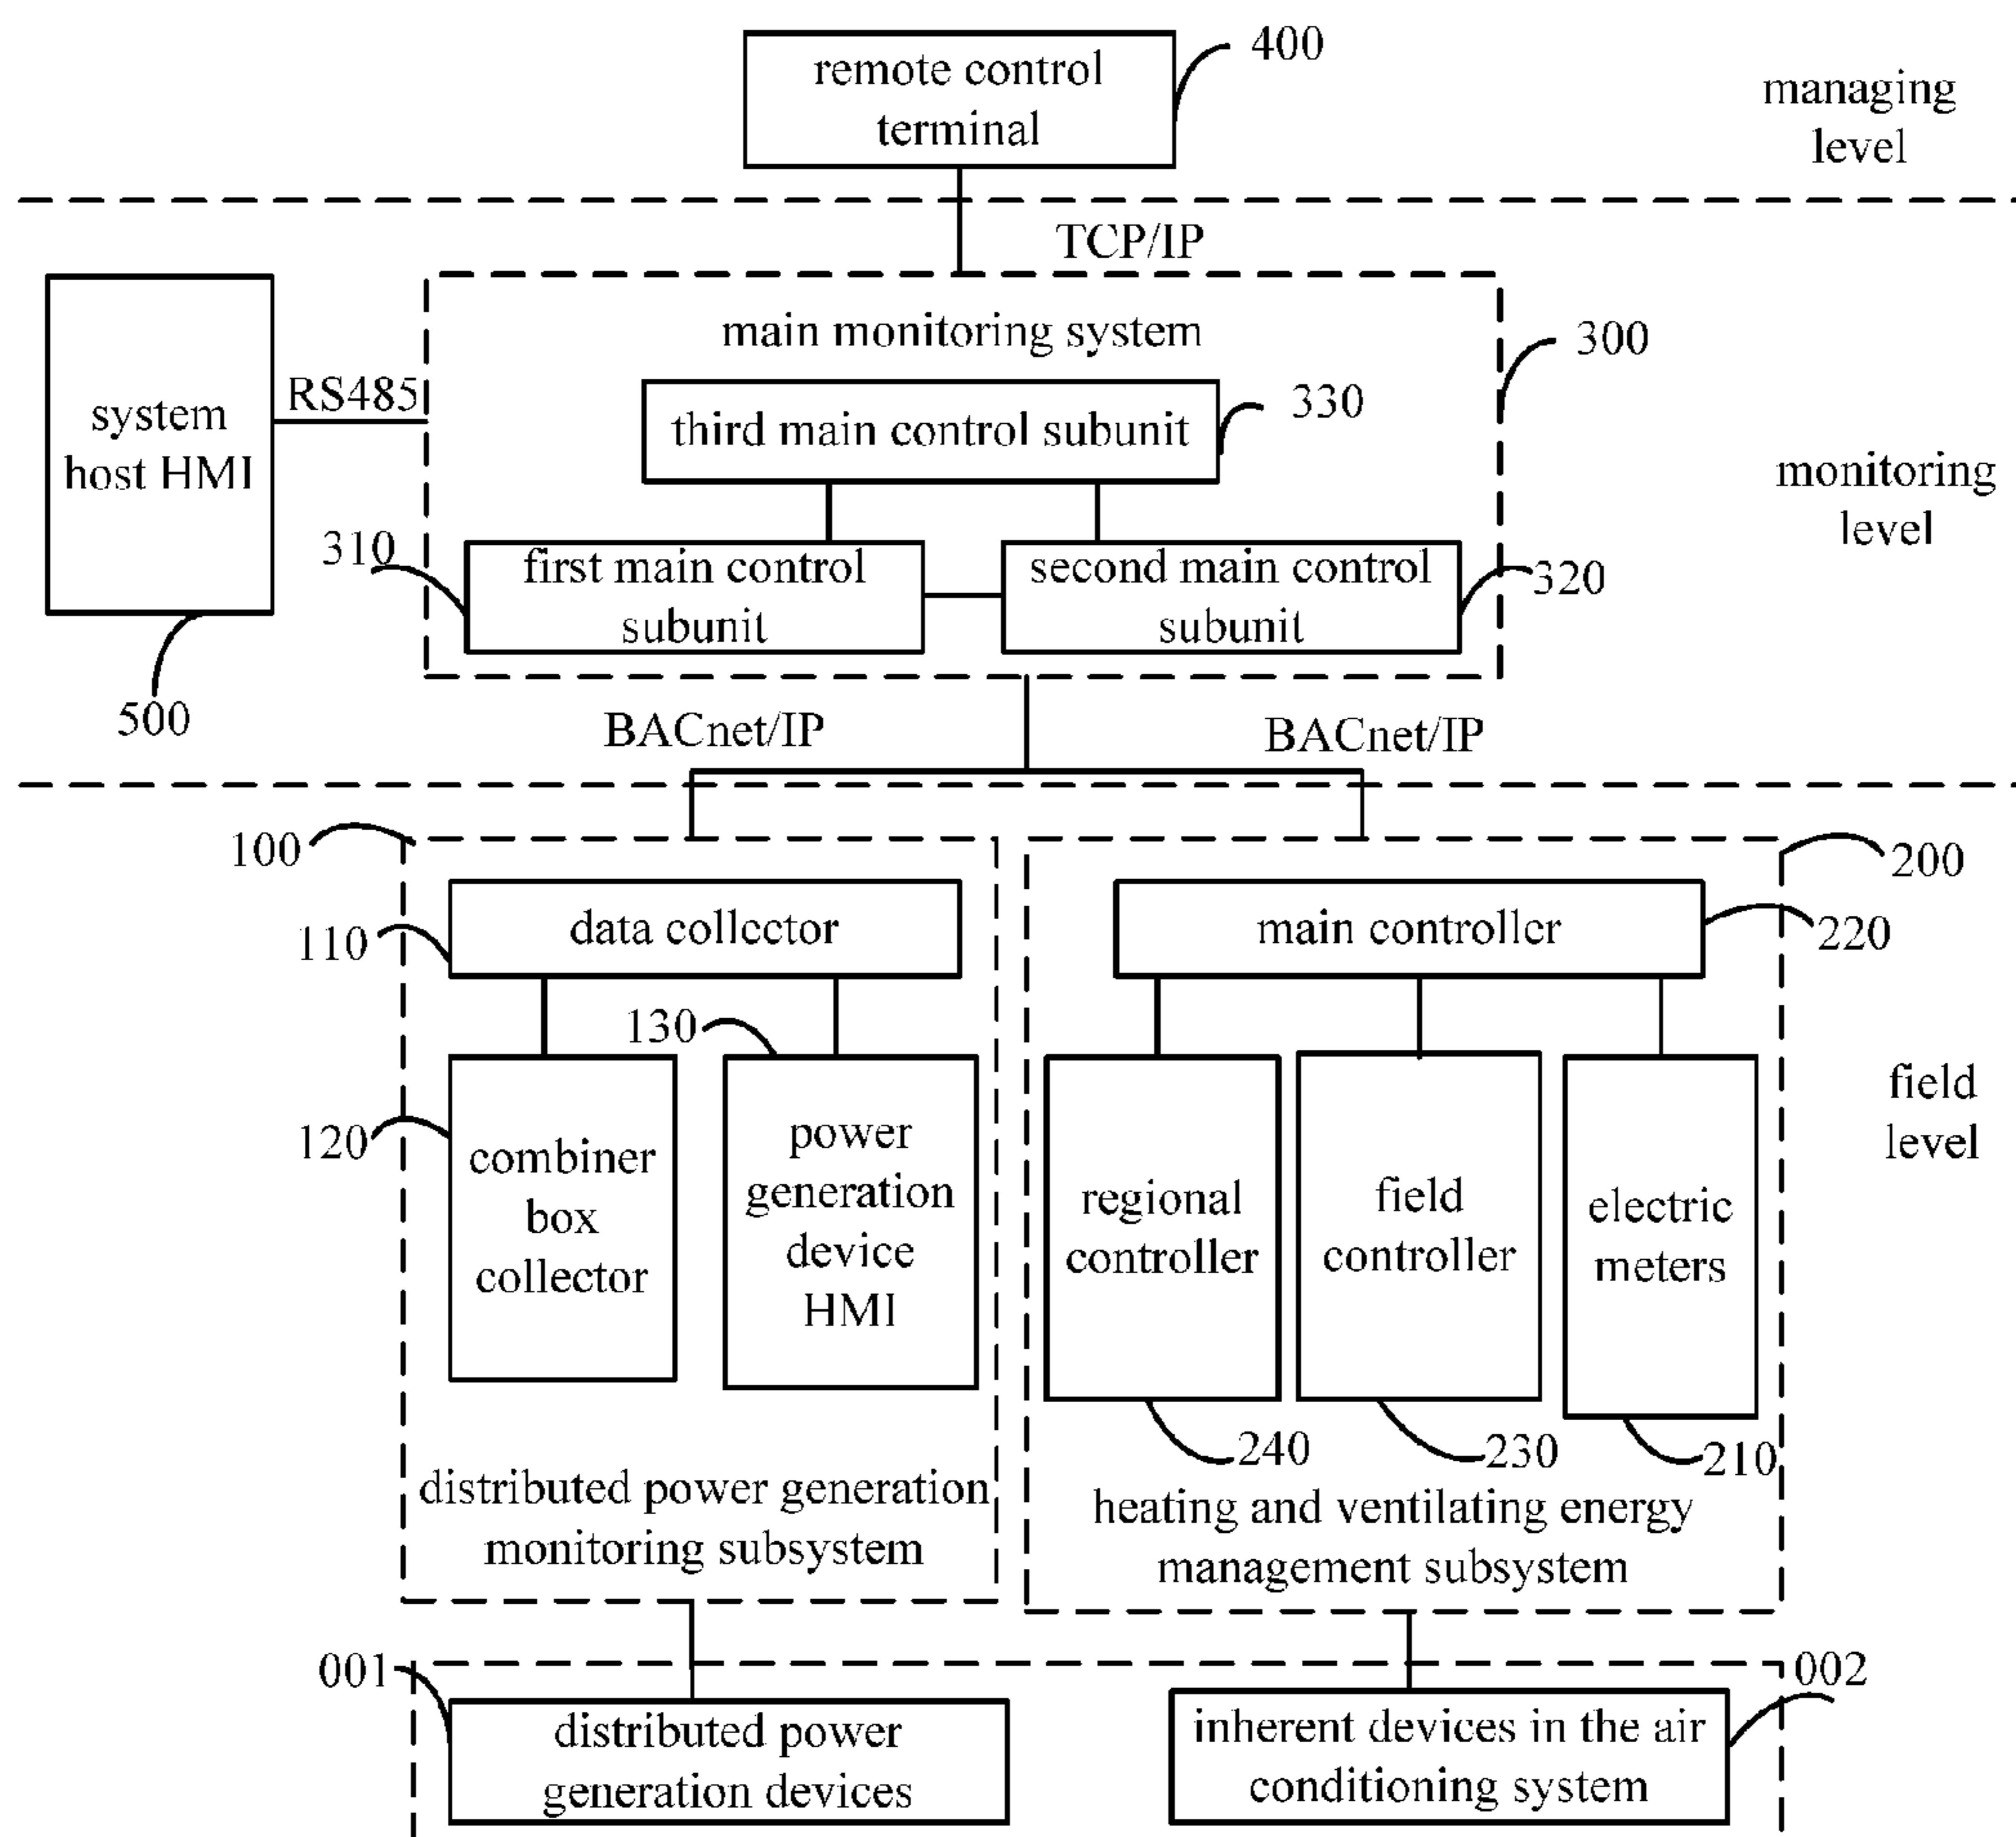 remote control
terminal
400
managing
level
TCP/IP
system
host HMI
500
RS485
main monitoring system
300
third main control subunit
330
310
first main control
subunit
second main control
subunit
320
monitoring
level
BACnet/IP
BACnet/IP
100
data collector
110
130
120
combiner
box
collector
power
generation
device
HMI
distributed power generation
monitoring subsystem
200
main controller
220
regional
controller
field
controller
electric
meters
240
230
210
heating and ventilating energy
management subsystem
field
level
001
distributed power
generation devices
002
inherent devices in the air
conditioning system